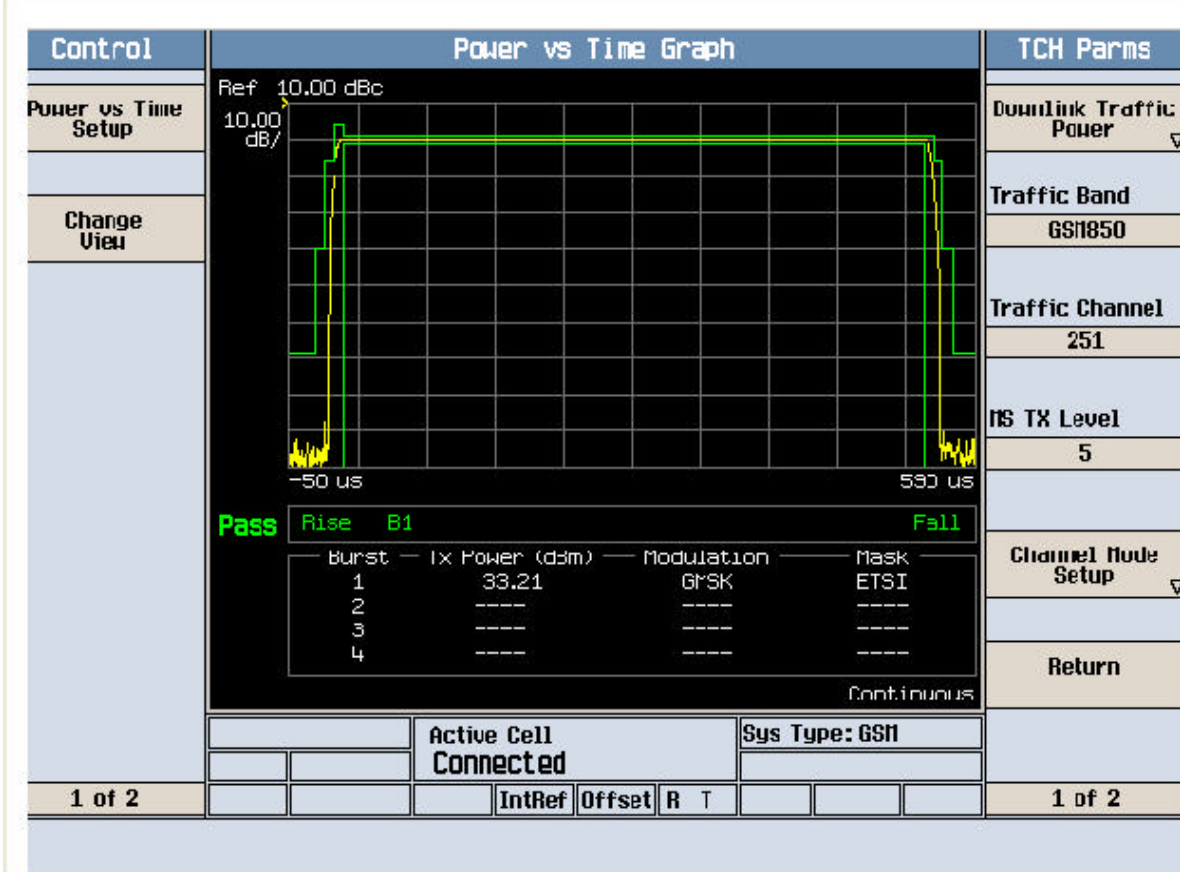 Control
Power vs Time Graph
TCH Parms
Power vs Time
Setup
Change
View
1 of 2
Ref 10.00 dBc
10.00
dB/
-50 us
590 us
Pass
Rise B1 Fall
Burst Tx Power (dBm) Modulation Mask
1 33.21 GMSK ETSI
2 ---- ---- ----
3 ---- ---- ----
4 ---- ---- ----
Continuous
Active Cell
Connected
Sys Type: GSM
IntRef Offset R T
Downlink Traffic
Power
Traffic Band
GSM850
Traffic Channel
251
MS TX Level
5
Channel Mode
Setup
Return
1 of 2